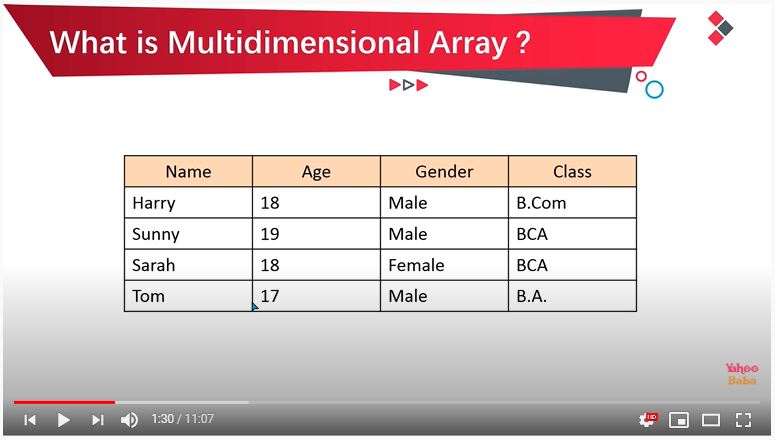 What is Multidimensional Array ?
Name Age Gender Class
Harry 18 Male B.Com
Sunny 19 Male BCA
Sarah 18 Female BCA
Tom 17 Male B.A.
Yahoo
Baba
1:30 / 11:07
HD